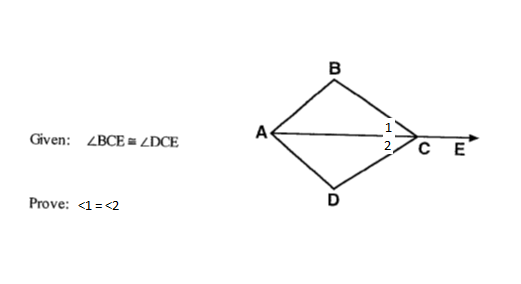 B
Given: ∠BCE ≅ ∠DCE
A
1
2
C
E
D
Prove: <1 = <2